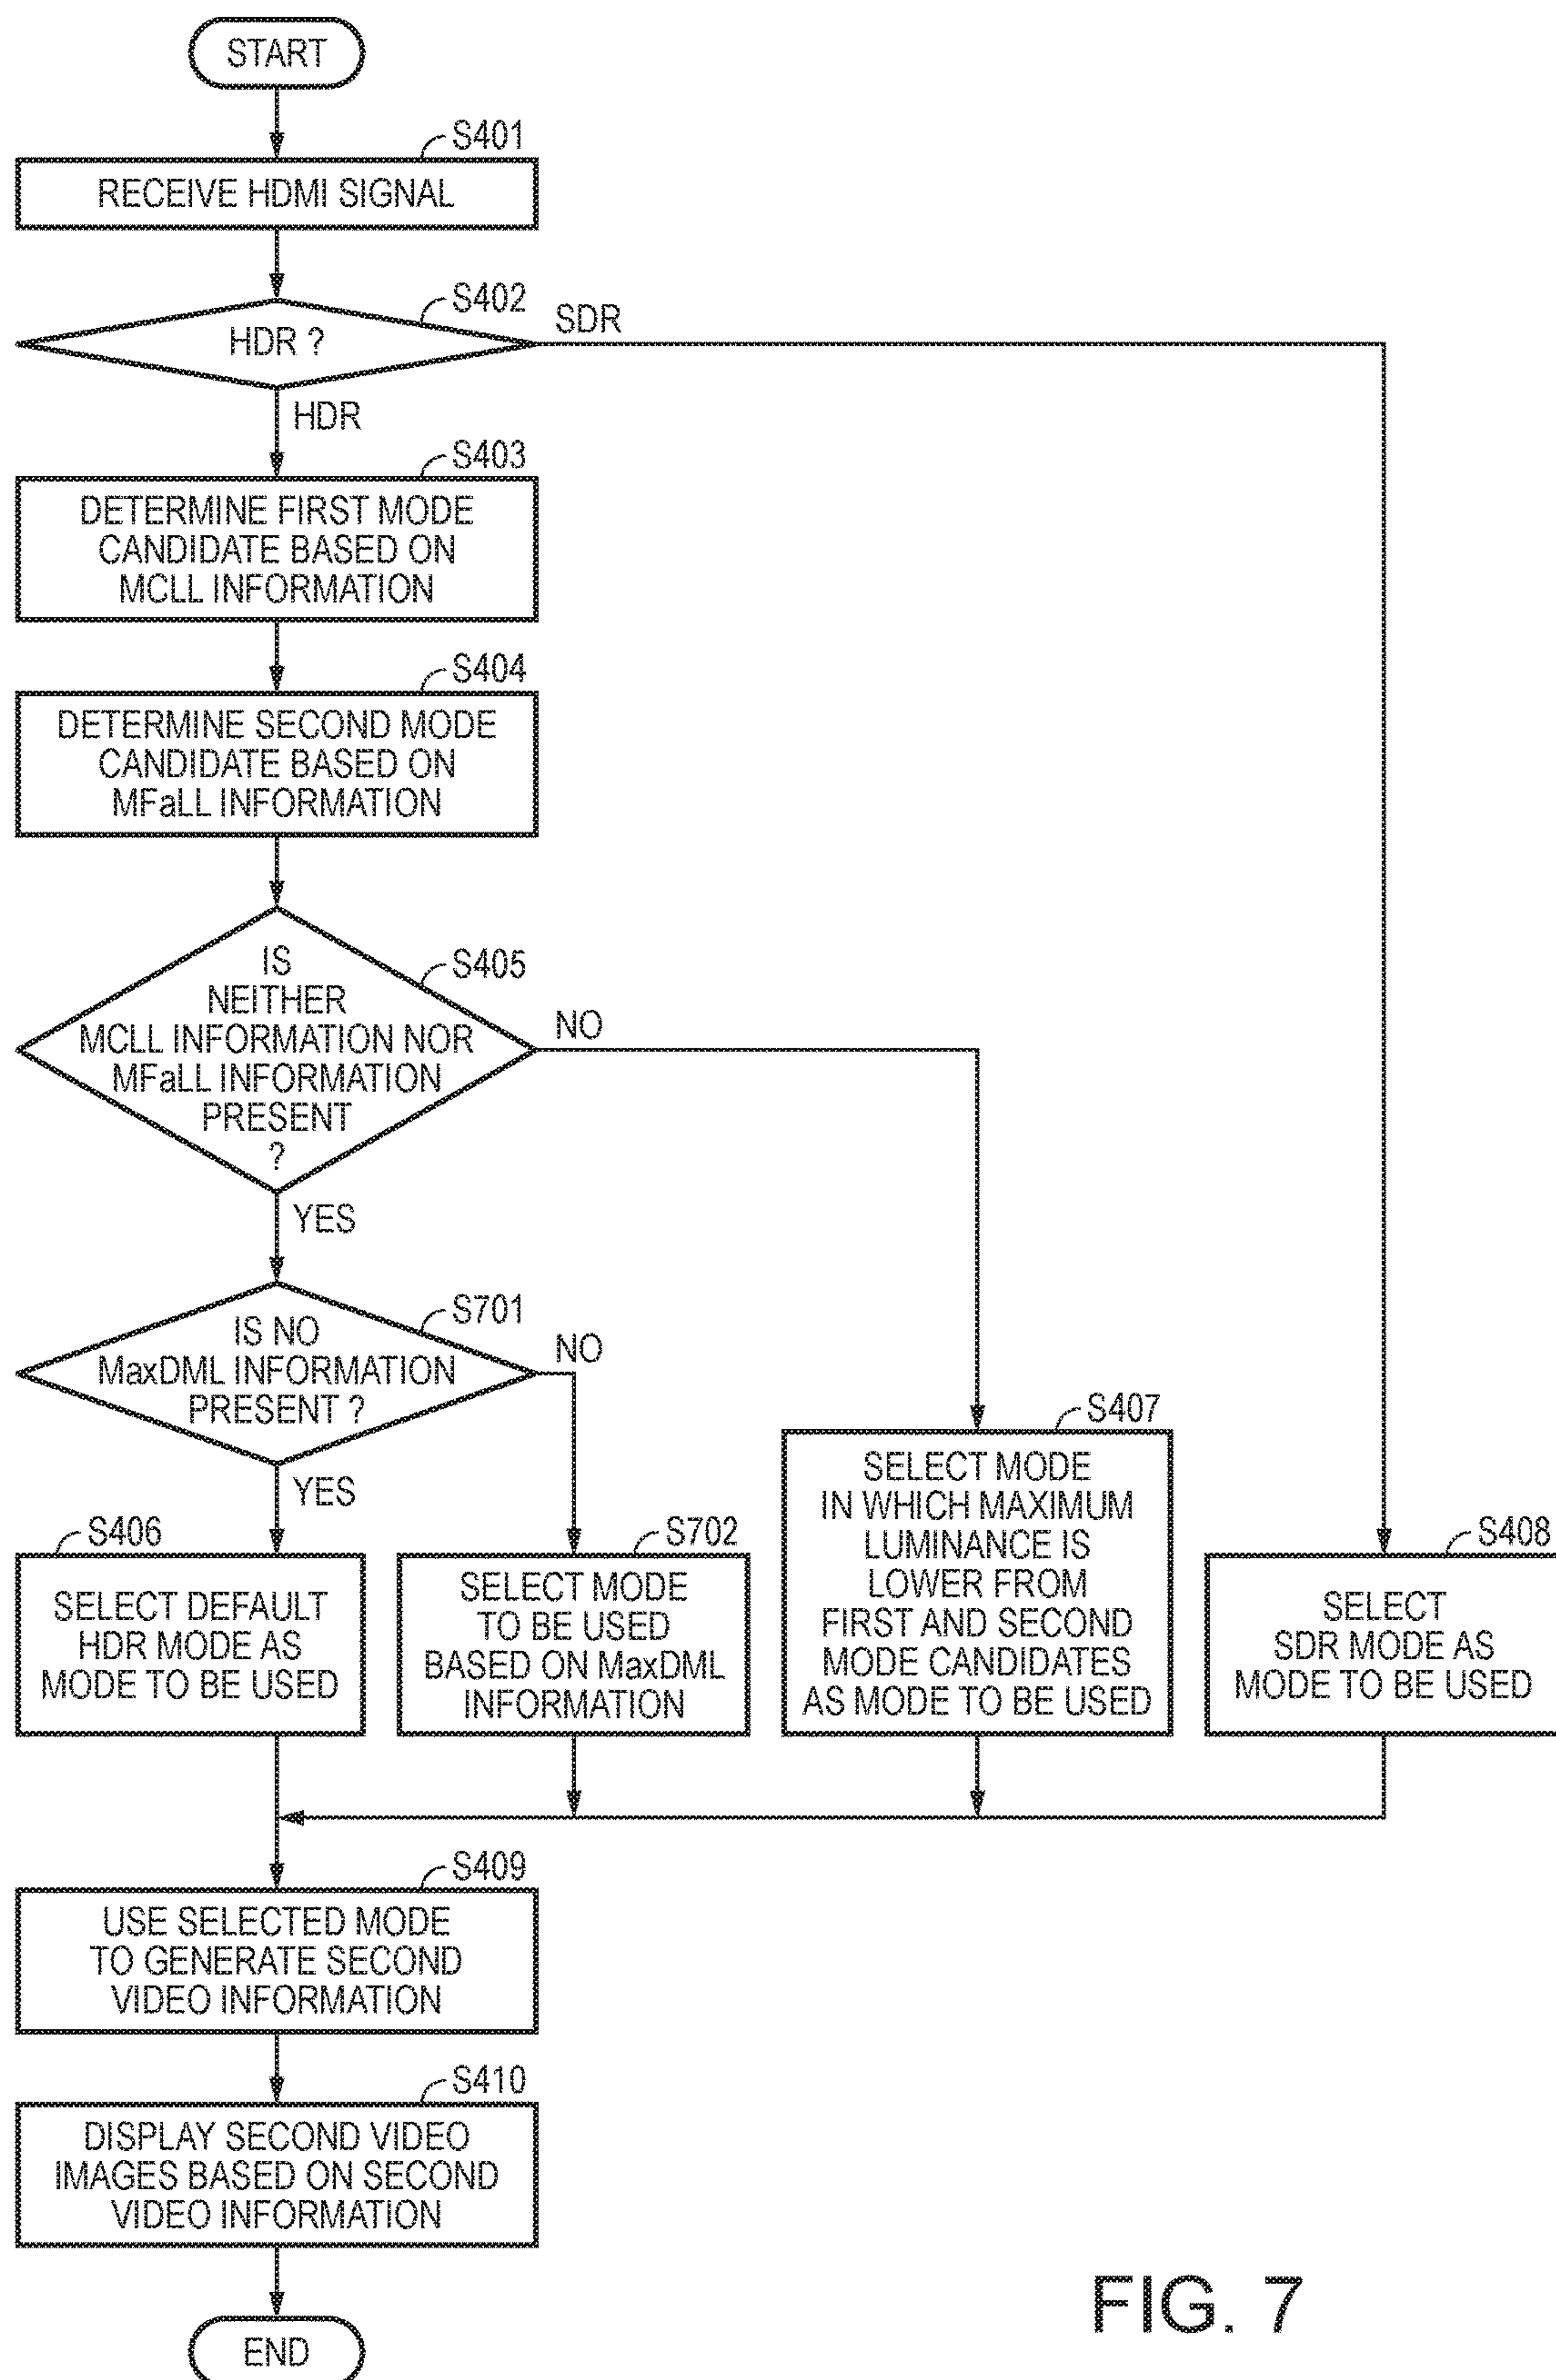 START
S401
RECEIVE HDMI SIGNAL
S402
HDR ?
SDR
HDR
S403
DETERMINE FIRST MODE
CANDIDATE BASED ON
MCLL INFORMATION
S404
DETERMINE SECOND MODE
CANDIDATE BASED ON
MFaLL INFORMATION
S405
IS
NEITHER
MCLL INFORMATION NOR
MFaLL INFORMATION
PRESENT
?
NO
YES
S701
IS NO
MaxDML INFORMATION
PRESENT ?
NO
YES
S406
SELECT DEFAULT
HDR MODE AS
MODE TO BE USED
S702
SELECT MODE
TO BE USED
BASED ON MaxDML
INFORMATION
S407
SELECT MODE
IN WHICH MAXIMUM
LUMINANCE IS
LOWER FROM
FIRST AND SECOND
MODE CANDIDATES
AS MODE TO BE USED
S408
SELECT
SDR MODE AS
MODE TO BE USED
S409
USE SELECTED MODE
TO GENERATE SECOND
VIDEO INFORMATION
S410
DISPLAY SECOND VIDEO
IMAGES BASED ON SECOND
VIDEO INFORMATION
END
FIG. 7